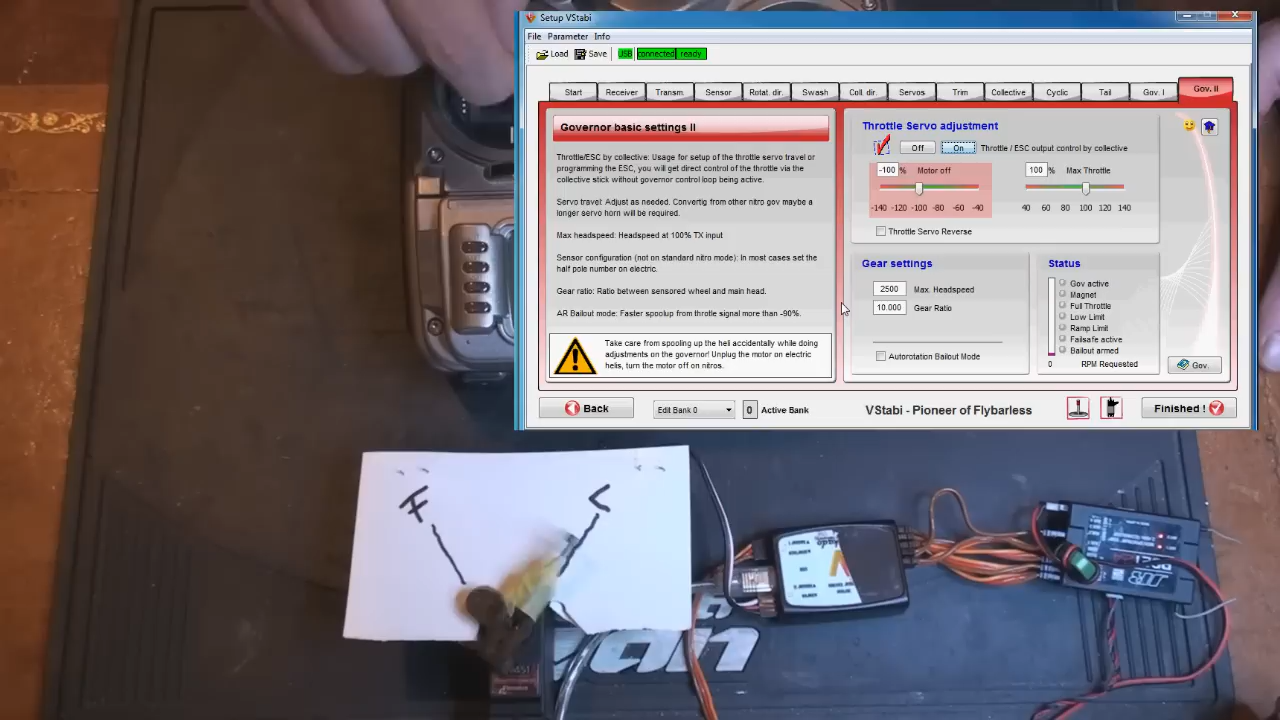 Setup VStabi
File Parameter Info
Load Save USB connected ready
Start Receiver Transm. Sensor Rotat. dir. Swash Coll. dir. Servos Trim Collective Cyclic Tail Gov. I Gov. II
Governor basic settings II
Throttle/ESC by collective: Usage for setup of the throttle servo travel or
programming the ESC, you will get direct control of the throttle via the
collective stick without governor control loop being active.
Servo travel: Adjust as needed. Convertig from other nitro gov maybe a
longer servo horn will be required.
Max headspeed: Headspeed at 100% TX input
Sensor configuration (not on standard nitro mode): In most cases set the
half pole number on electric.
Gear ratio: Ratio between sensored wheel and main head.
AR Bailout mode: Faster spoolup from throtle signal more than -90%.
Take care from spooling up the heli accidentally while doing
adjustments on the governor! Unplug the motor on electric
helis, turn the motor off on nitros.
Throttle Servo adjustment
Off On Throttle / ESC output control by collective
-100 % Motor off 100 % Max Throttle
-140 -120 -100 -80 -60 -40 40 60 80 100 120 140
Throttle Servo Reverse
Gear settings
2500 Max. Headspeed
10.000 Gear Ratio
Autorotation Bailout Mode
Status
Gov active
Magnet
Full Throttle
Low Limit
Ramp Limit
Failsafe active
Bailout armed
0 RPM Requested
Gov.
Back Edit Bank 0 0 Active Bank VStabi - Pioneer of Flybarless Finished !
F C
JR